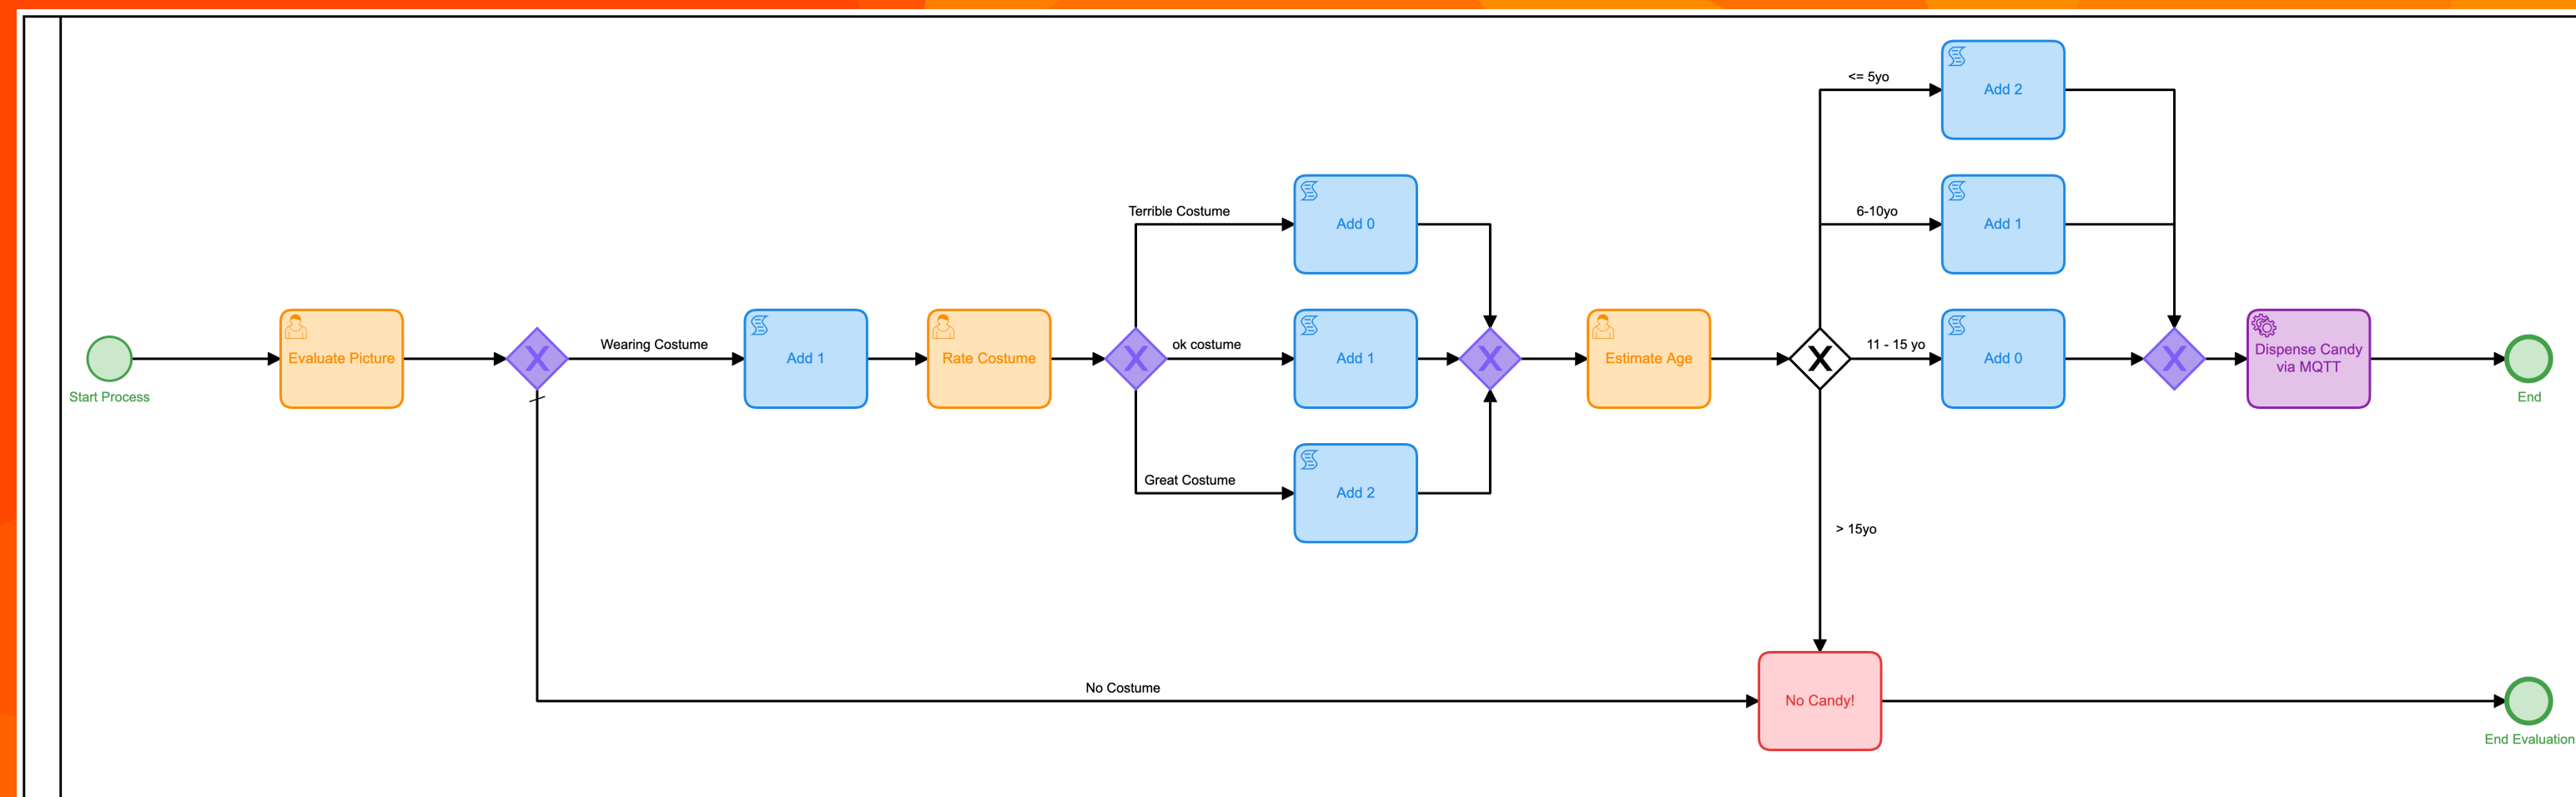 <= 5yo
Add 2
Terrible Costume
Add 0
6-10yo
Add 1
Start Process
Evaluate Picture
X
Wearing Costume
Add 1
Rate Costume
X
ok costume
Add 1
X
Estimate Age
X
11 - 15 yo
Add 0
X
Dispense Candy
via MQTT
End
Great Costume
Add 2
> 15yo
No Costume
No Candy!
End Evaluation